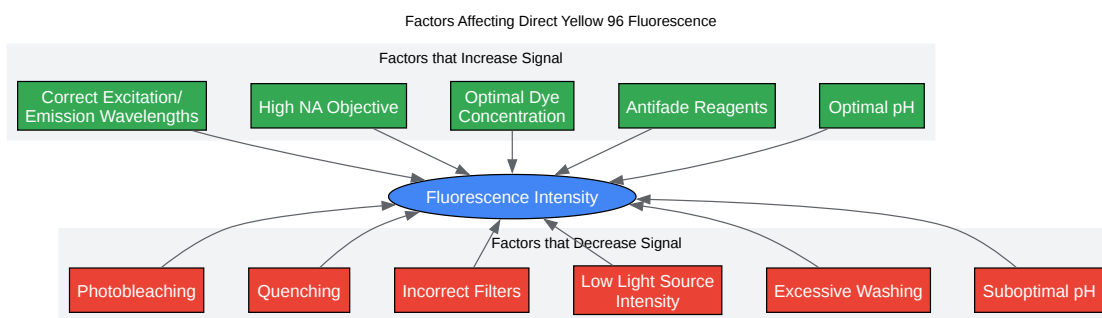 Factors Affecting Direct Yellow 96 Fluorescence
Factors that Increase Signal
Correct Excitation/
Emission Wavelengths
High NA Objective
Optimal Dye
Concentration
Antifade Reagents
Optimal pH
Fluorescence Intensity
Factors that Decrease Signal
Photobleaching
Quenching
Incorrect Filters
Low Light Source
Intensity
Excessive Washing
Suboptimal pH